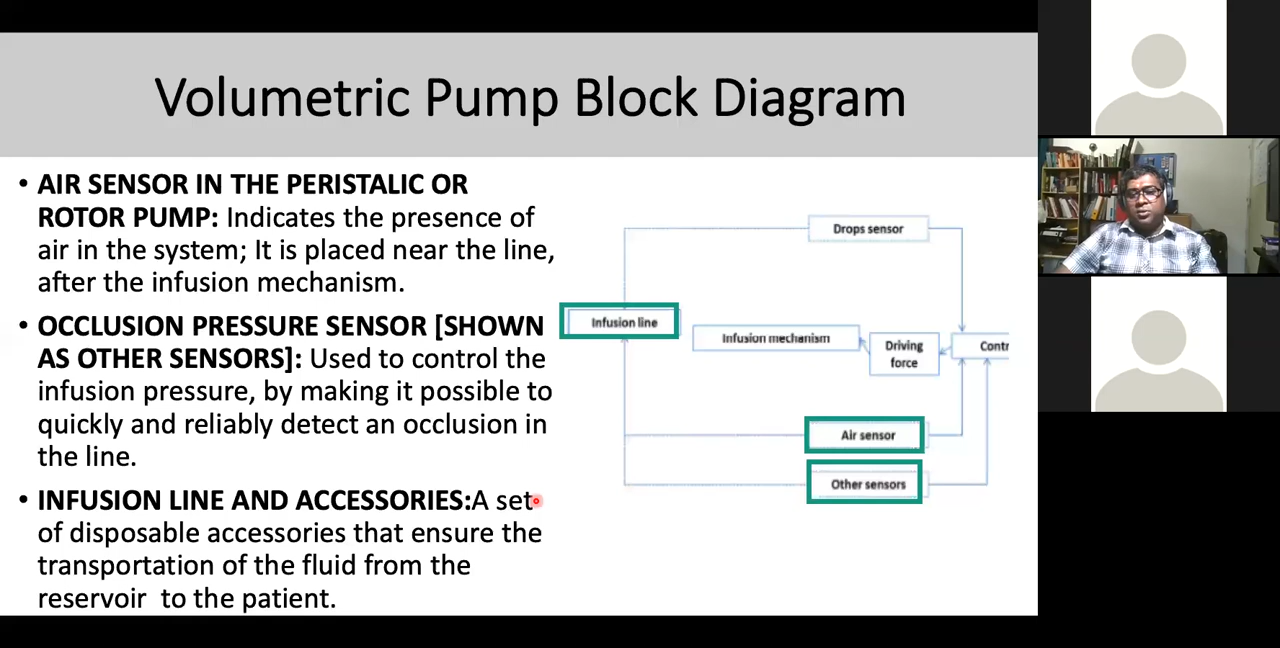 Volumetric Pump Block Diagram
• AIR SENSOR IN THE PERISTALIC OR
ROTOR PUMP: Indicates the presence of
air in the system; It is placed near the line,
after the infusion mechanism.
• OCCLUSION PRESSURE SENSOR [SHOWN
AS OTHER SENSORS]: Used to control the
infusion pressure, by making it possible to
quickly and reliably detect an occlusion in
the line.
• INFUSION LINE AND ACCESSORIES:A set
of disposable accessories that ensure the
transportation of the fluid from the
reservoir to the patient.
Drops sensor
Infusion line
Infusion mechanism
Driving
force
Contr
Air sensor
Other sensors